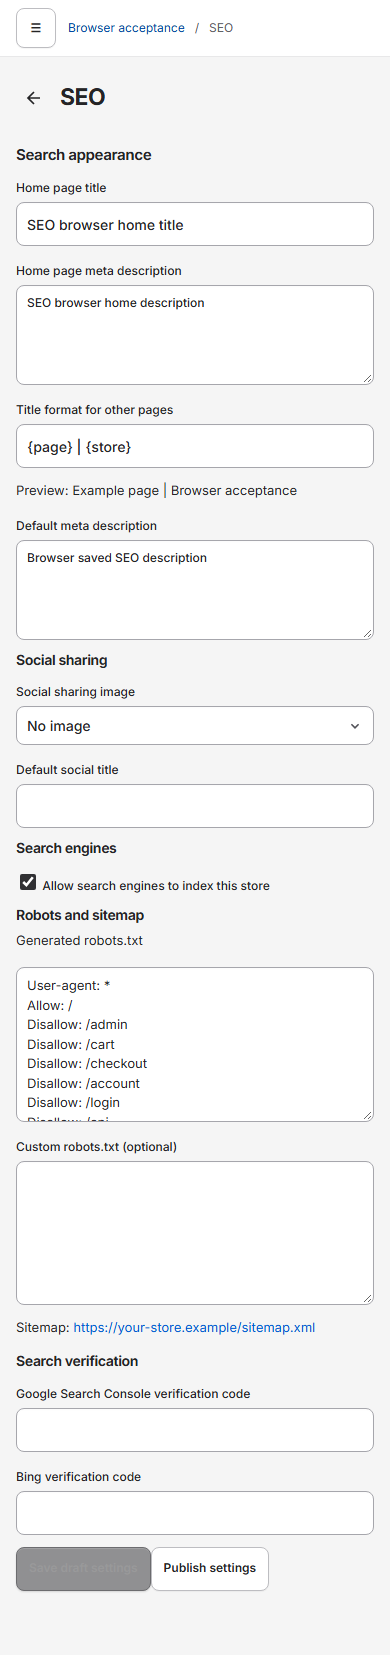 ☰ Browser acceptance / SEO
← SEO
Search appearance
Home page title
SEO browser home title
Home page meta description
SEO browser home description
Title format for other pages
{page} | {store}
Preview: Example page | Browser acceptance
Default meta description
Browser saved SEO description
Social sharing
Social sharing image
No image
Default social title
Search engines
Allow search engines to index this store
Robots and sitemap
Generated robots.txt
User-agent: *
Allow: /
Disallow: /admin
Disallow: /cart
Disallow: /checkout
Disallow: /account
Disallow: /login
Disallow: /api
Custom robots.txt (optional)
Sitemap: https://your-store.example/sitemap.xml
Search verification
Google Search Console verification code
Bing verification code
Save draft settings Publish settings